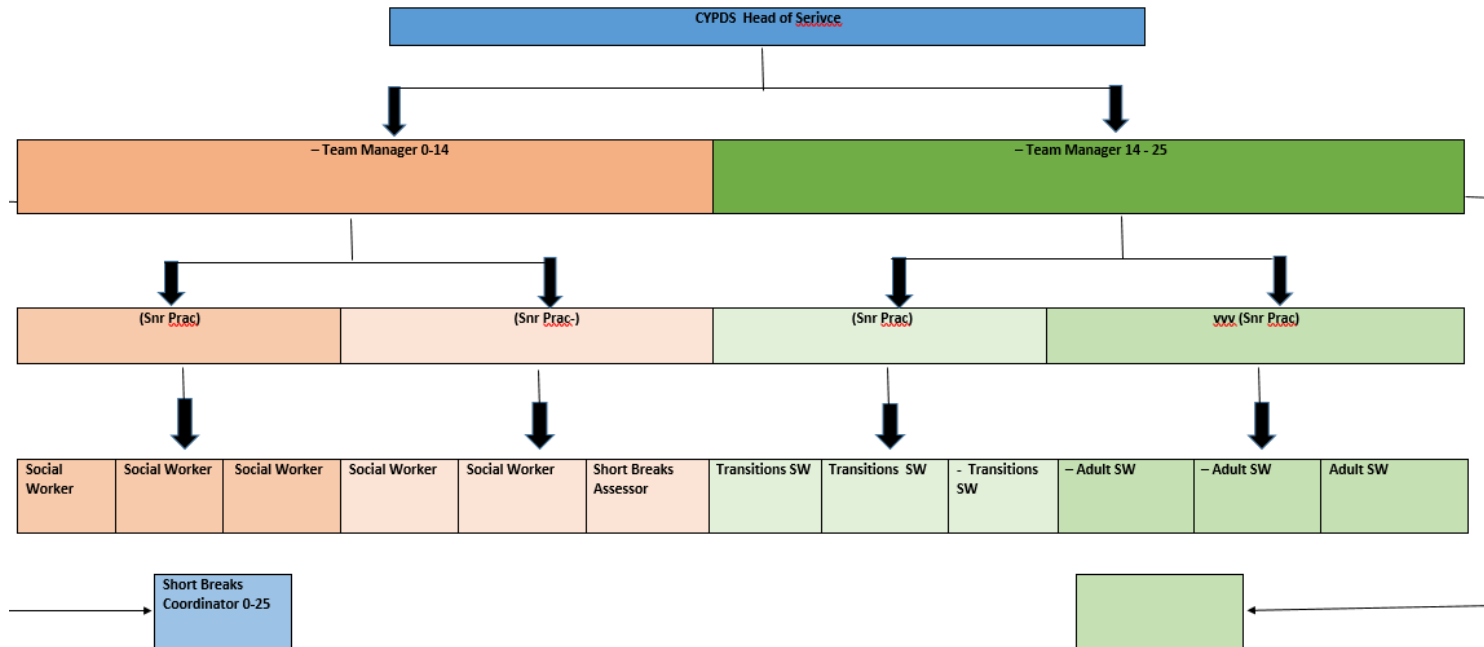 CYPDS Head of Serivce
– Team Manager 0-14
– Team Manager 14 - 25
(Snr Prac)
(Snr Prac-)
(Snr Prac)
vvv (Snr Prac)
Social
Worker
Social Worker
Social Worker
Social Worker
Social Worker
Short Breaks
Assessor
Transitions SW
Transitions SW
- Transitions
SW
– Adult SW
– Adult SW
Adult SW
Short Breaks
Coordinator 0-25